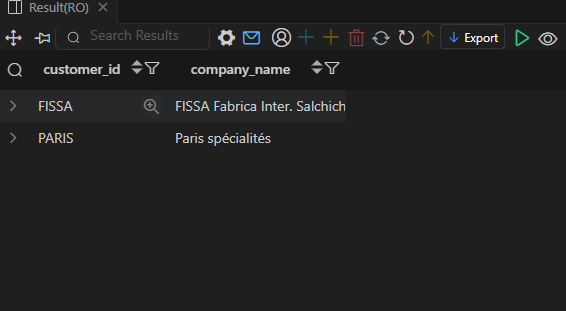 Result(RO)
Search Results
Export
customer_id company_name
FISSA FISSA Fabrica Inter. Salchich
PARIS Paris spécialités